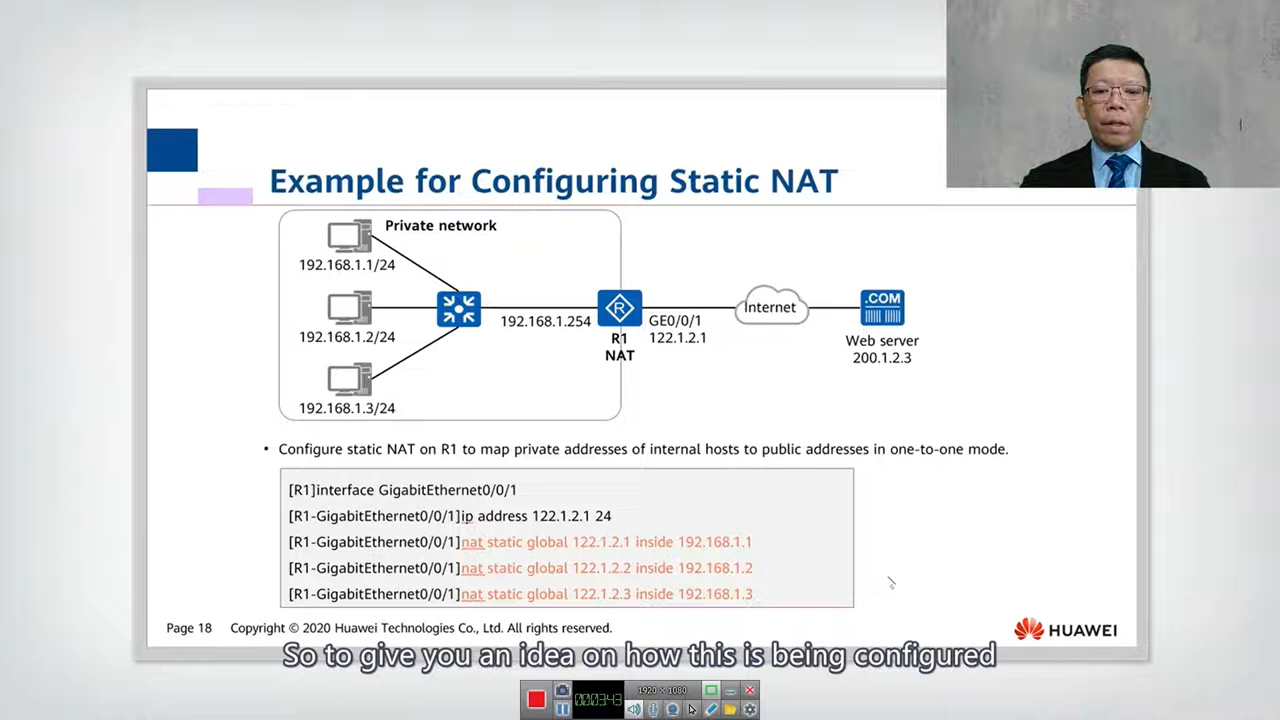 Example for Configuring Static NAT
Private network
192.168.1.1/24
192.168.1.2/24
192.168.1.3/24
192.168.1.254
R
R1
NAT
GE0/0/1
122.1.2.1
Internet
.COM
Web server
200.1.2.3
• Configure static NAT on R1 to map private addresses of internal hosts to public addresses in one-to-one mode.
[R1]interface GigabitEthernet0/0/1
[R1-GigabitEthernet0/0/1]ip address 122.1.2.1 24
[R1-GigabitEthernet0/0/1]nat static global 122.1.2.1 inside 192.168.1.1
[R1-GigabitEthernet0/0/1]nat static global 122.1.2.2 inside 192.168.1.2
[R1-GigabitEthernet0/0/1]nat static global 122.1.2.3 inside 192.168.1.3
Page 18 Copyright © 2020 Huawei Technologies Co., Ltd. All rights reserved.
HUAWEI
So to give you an idea on how this is being configured
000:3:43
1920 × 1080